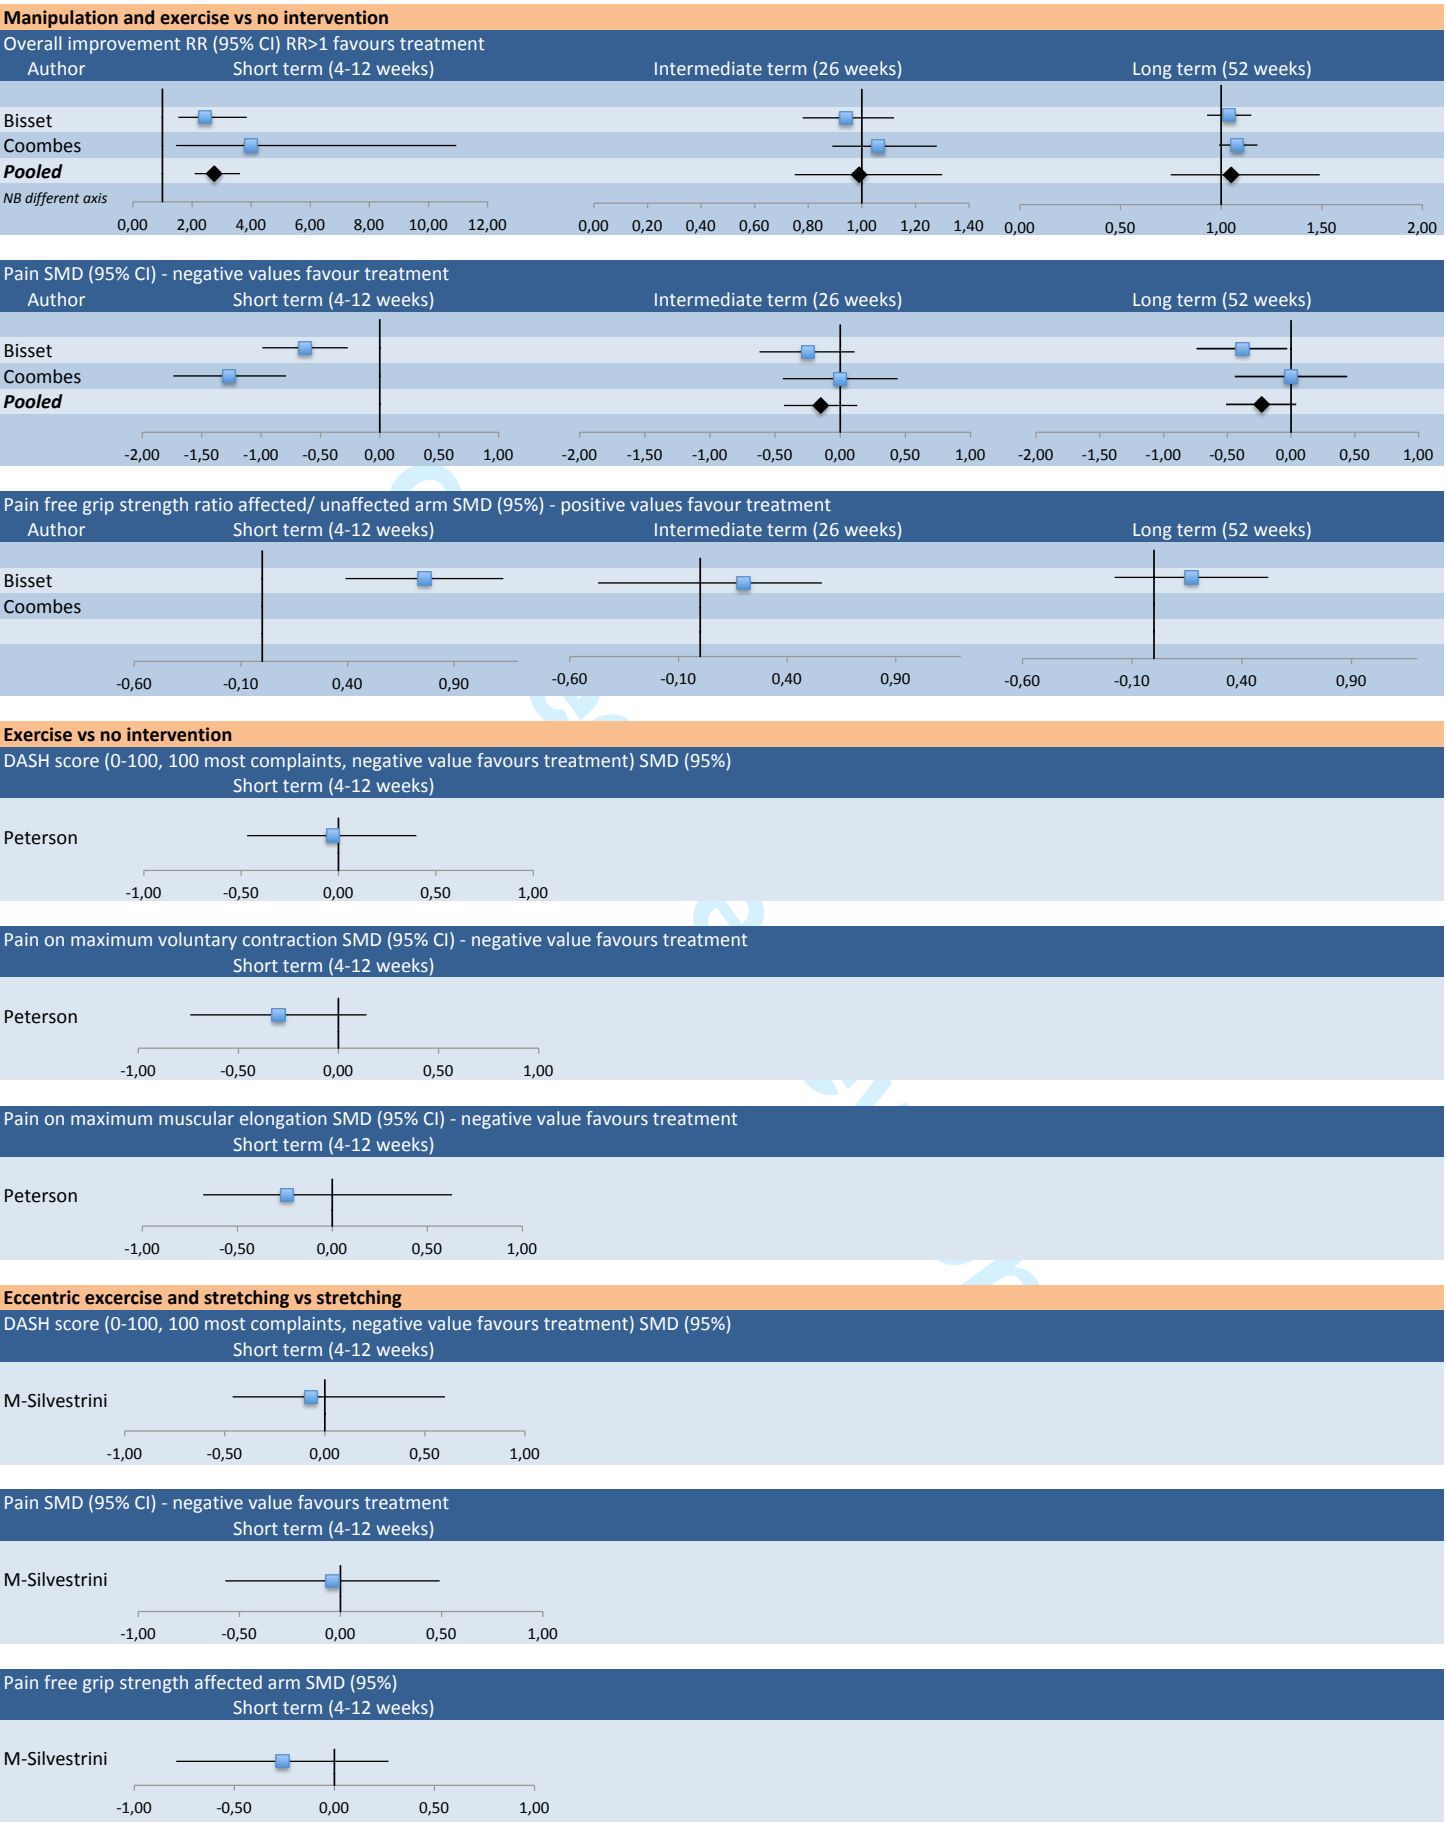 Manipulation and exercise vs no intervention
Overall improvement RR (95% CI) RR>1 favours treatment
Author Short term (4-12 weeks) Intermediate term (26 weeks) Long term (52 weeks)
Bisset
Coombes
Pooled
NB different axis
0,00 2,00 4,00 6,00 8,00 10,00 12,00 0,00 0,20 0,40 0,60 0,80 1,00 1,20 1,40 0,00 0,50 1,00 1,50 2,00
Pain SMD (95% CI) - negative values favour treatment
Author Short term (4-12 weeks) Intermediate term (26 weeks) Long term (52 weeks)
Bisset
Coombes
Pooled
-2,00 -1,50 -1,00 -0,50 0,00 0,50 1,00 -2,00 -1,50 -1,00 -0,50 0,00 0,50 1,00 -2,00 -1,50 -1,00 -0,50 0,00 0,50 1,00
Pain free grip strength ratio affected/ unaffected arm SMD (95%) - positive values favour treatment
Author Short term (4-12 weeks) Intermediate term (26 weeks) Long term (52 weeks)
Bisset
Coombes
-0,60 -0,10 0,40 0,90 -0,60 -0,10 0,40 0,90 -0,60 -0,10 0,40 0,90
Exercise vs no intervention
DASH score (0-100, 100 most complaints, negative value favours treatment) SMD (95%)
Short term (4-12 weeks)
Peterson
-1,00 -0,50 0,00 0,50 1,00
Pain on maximum voluntary contraction SMD (95% CI) - negative value favours treatment
Short term (4-12 weeks)
Peterson
-1,00 -0,50 0,00 0,50 1,00
Pain on maximum muscular elongation SMD (95% CI) - negative value favours treatment
Short term (4-12 weeks)
Peterson
-1,00 -0,50 0,00 0,50 1,00
Eccentric excercise and stretching vs stretching
DASH score (0-100, 100 most complaints, negative value favours treatment) SMD (95%)
Short term (4-12 weeks)
M-Silvestrini
-1,00 -0,50 0,00 0,50 1,00
Pain SMD (95% CI) - negative value favours treatment
Short term (4-12 weeks)
M-Silvestrini
-1,00 -0,50 0,00 0,50 1,00
Pain free grip strength affected arm SMD (95%)
Short term (4-12 weeks)
M-Silvestrini
-1,00 -0,50 0,00 0,50 1,00